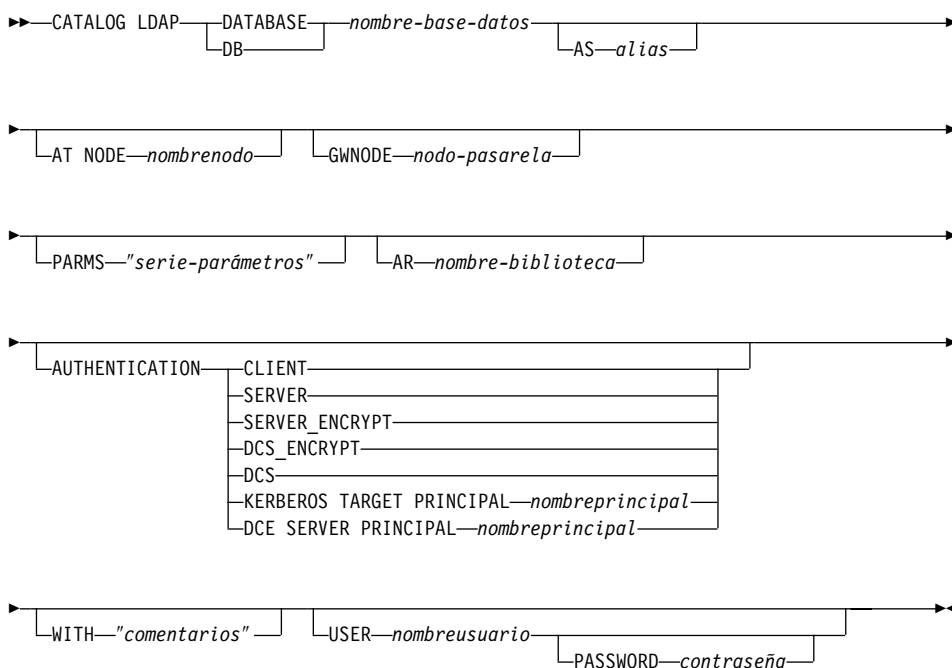 CATALOG LDAP DATABASE nombre-base-datos
DB AS alias
AT NODE nombrenodo GWNODE nodo-pasarela
PARMS "serie-parámetros" AR nombre-biblioteca
AUTHENTICATION CLIENT
SERVER
SERVER_ENCRYPT
DCS_ENCRYPT
DCS
KERBEROS TARGET PRINCIPAL nombreprincipal
DCE SERVER PRINCIPAL nombreprincipal
WITH "comentarios" USER nombreusuario
PASSWORD contraseña